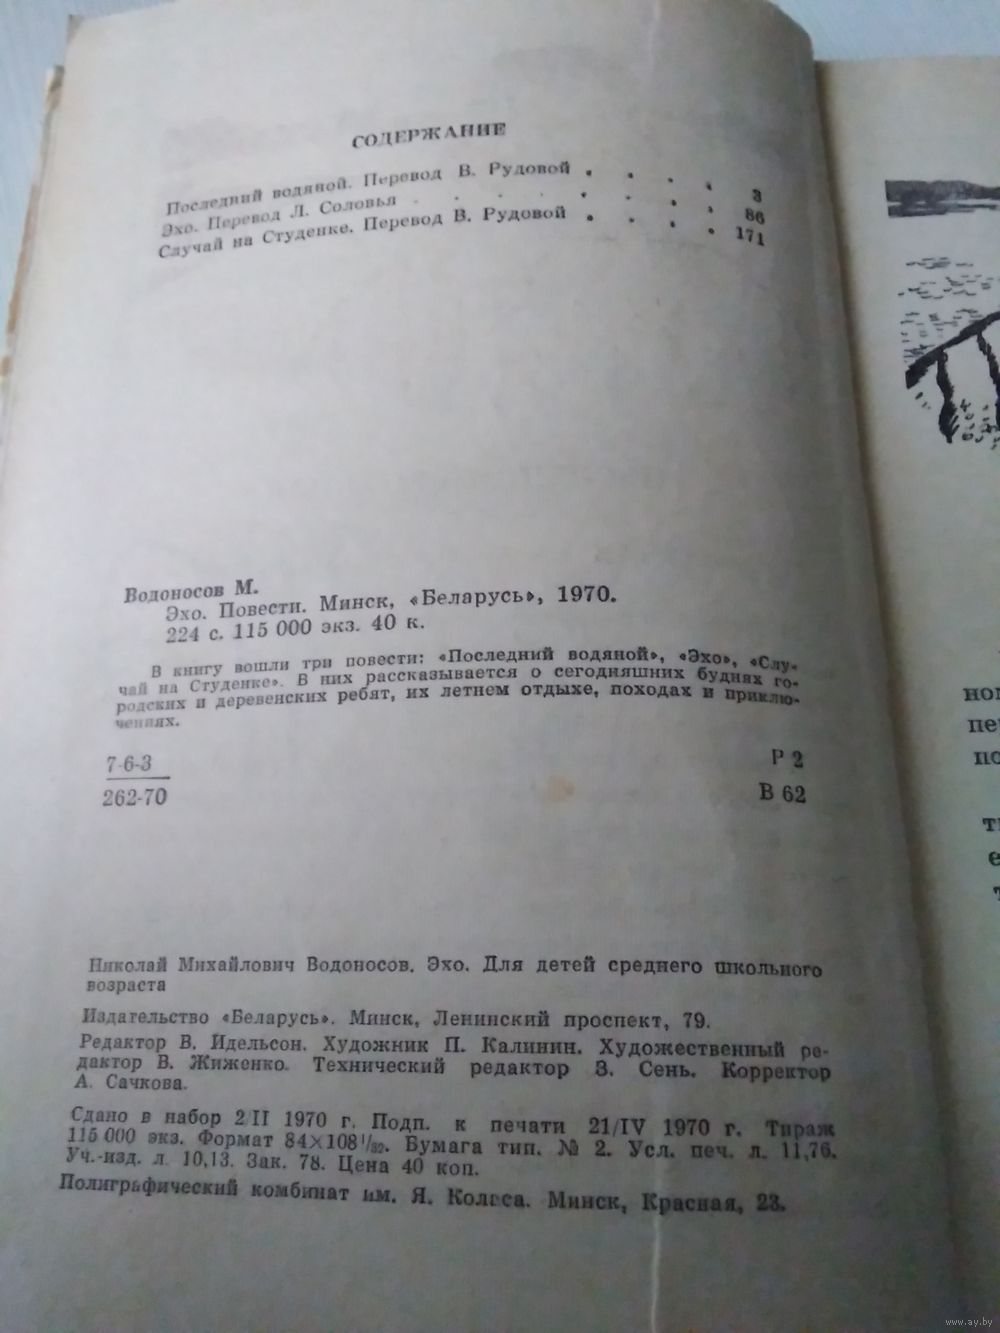 СОДЕРЖАНИЕ
Последний водяной. Перевод В. Рудовой . . . . 3
Эхо. Перевод Л. Соловья . . . . . . . . 86
Случай на Студенке. Перевод В. Рудовой . . . . 171
Водоносов М.
Эхо. Повести. Минск, «Беларусь», 1970.
224 с. 115 000 экз. 40 к.
В книгу вошли три повести: «Последний водяной», «Эхо», «Слу-
чай на Студенке». В них рассказывается о сегодняшних буднях го-
родских и деревенских ребят, их летнем отдыхе, походах и приклю-
чениях.
7-6-3
262-70
Р 2
В 62
Николай Михайлович Водоносов. Эхо. Для детей среднего школьного
возраста
Издательство «Беларусь». Минск, Ленинский проспект, 79.
Редактор В. Идельсон. Художник П. Калинин. Художественный ре-
дактор В. Жиженко. Технический редактор З. Сень. Корректор
А. Сачкова.
Сдано в набор 2/II 1970 г. Подп. к печати 21/IV 1970 г. Тираж
115 000 экз. Формат 84×108 1/32. Бумага тип. № 2. Усл. печ. л. 11,76.
Уч.-изд. л 10,13. Зак. 78. Цена 40 коп.
Полиграфический комбинат им. Я. Коласа. Минск, Красная, 23.
www.ay.by